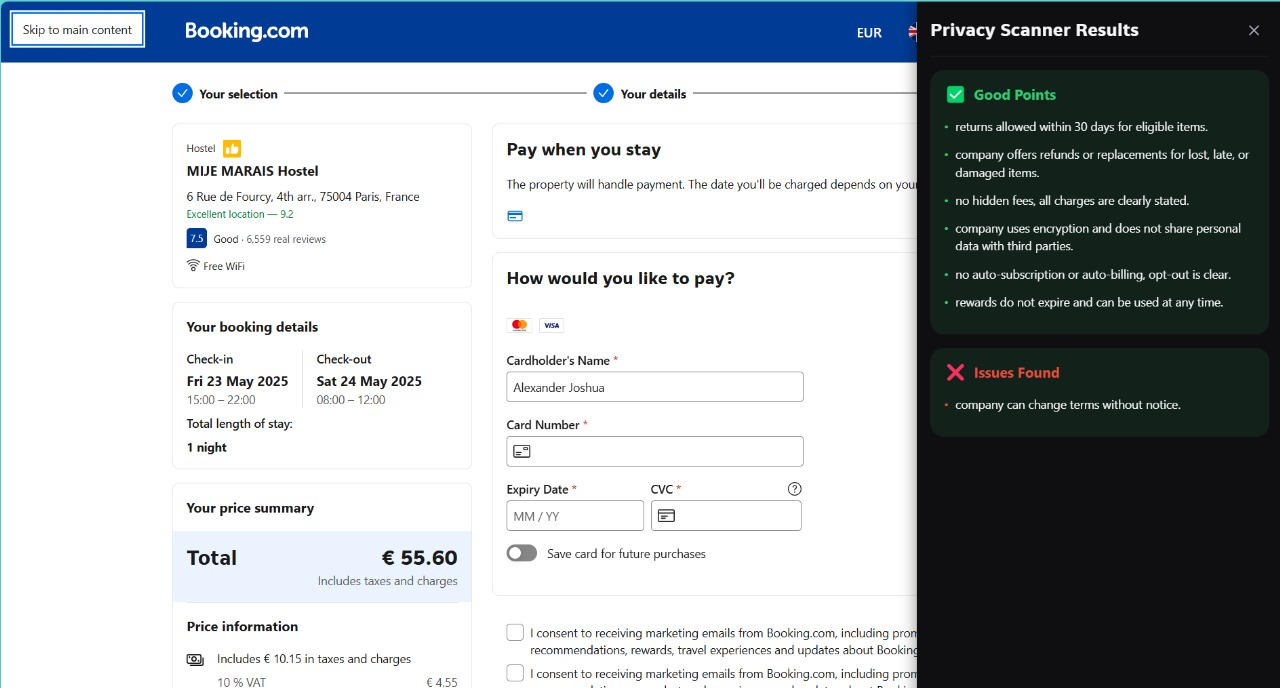 Skip to main content
Booking.com
EUR
Your selection
Your details
Hostel
MIJE MARAIS Hostel
6 Rue de Fourcy, 4th arr., 75004 Paris, France
Excellent location — 9.2
7.5 Good · 6,559 real reviews
Free WiFi
Your booking details
Check-in
Check-out
Fri 23 May 2025
Sat 24 May 2025
15:00 – 22:00
08:00 – 12:00
Total length of stay:
1 night
Your price summary
Total
€ 55.60
Includes taxes and charges
Price information
Includes € 10.15 in taxes and charges
10 % VAT
€ 4.55
Pay when you stay
The property will handle payment. The date you'll be charged depends on your
How would you like to pay?
VISA
Cardholder's Name *
Alexander Joshua
Card Number *
Expiry Date *
CVC *
MM / YY
Save card for future purchases
I consent to receiving marketing emails from Booking.com, including
recommendations, rewards, travel experiences and updates about
I consent to receiving marketing emails from Booking.com, including
Privacy Scanner Results
Good Points
• returns allowed within 30 days for eligible items.
• company offers refunds or replacements for lost, late, or
damaged items.
• no hidden fees, all charges are clearly stated.
• company uses encryption and does not share personal
data with third parties.
• no auto-subscription or auto-billing, opt-out is clear.
• rewards do not expire and can be used at any time.
Issues Found
• company can change terms without notice.